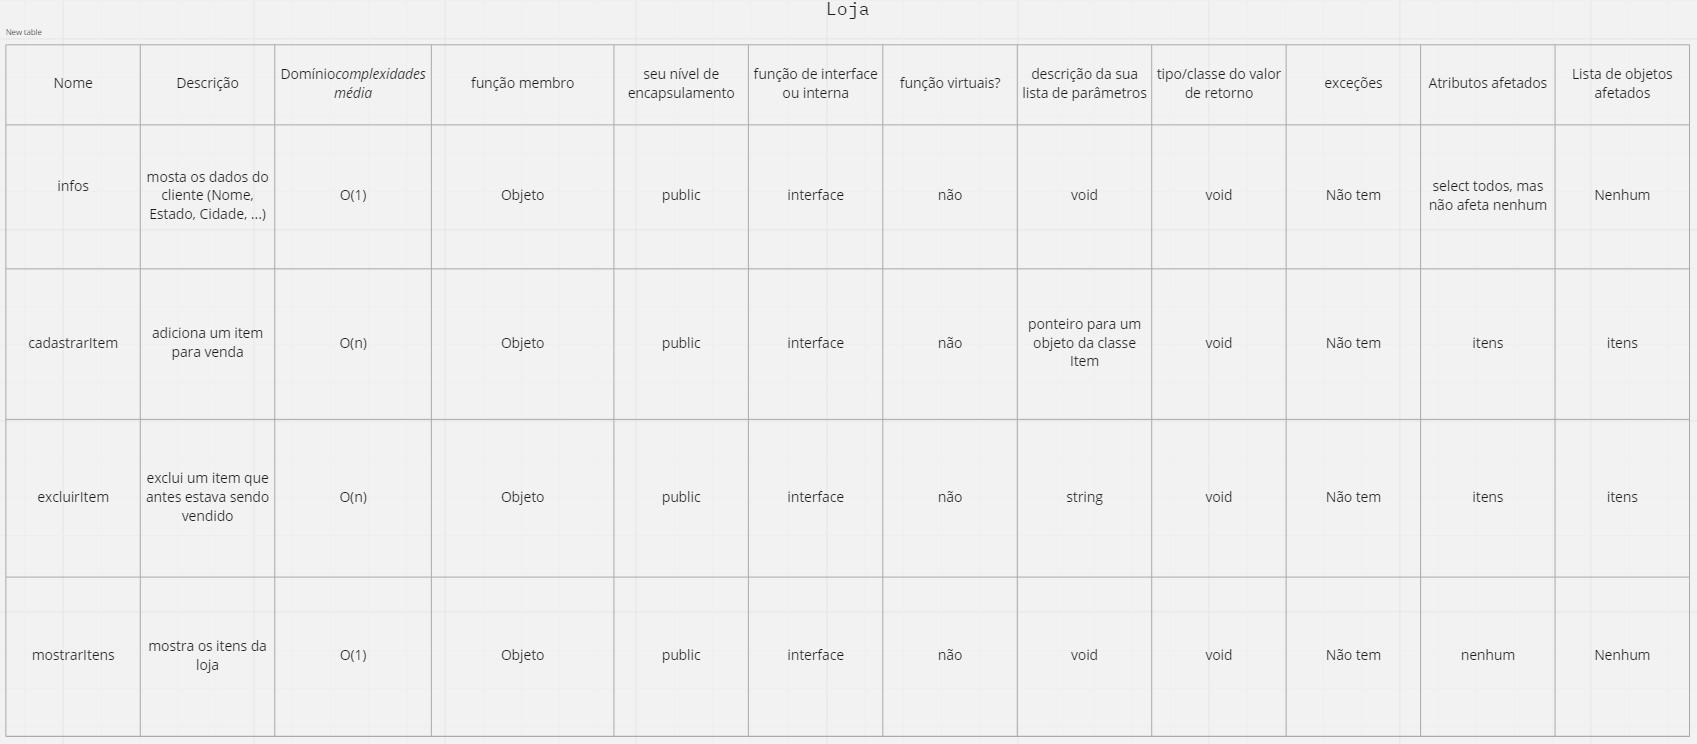 Loja
New table
Nome
Descrição
Domíniocomplexidades
média
função membro
seu nível de
encapsulamento
função de interface
ou interna
função virtuais?
descrição da sua
lista de parâmetros
tipo/classe do valor
de retorno
exceções
Atributos afetados
Lista de objetos
afetados
infos
mosta os dados do
cliente (Nome,
Estado, Cidade, ...)
O(1)
Objeto
public
interface
não
void
void
Não tem
select todos, mas
não afeta nenhum
Nenhum
cadastrarItem
adiciona um item
para venda
O(n)
Objeto
public
interface
não
ponteiro para um
objeto da classe
Item
void
Não tem
itens
itens
excluirItem
exclui um item que
antes estava sendo
vendido
O(n)
Objeto
public
interface
não
string
void
Não tem
itens
itens
mostrarItens
mostra os itens da
loja
O(1)
Objeto
public
interface
não
void
void
Não tem
nenhum
Nenhum